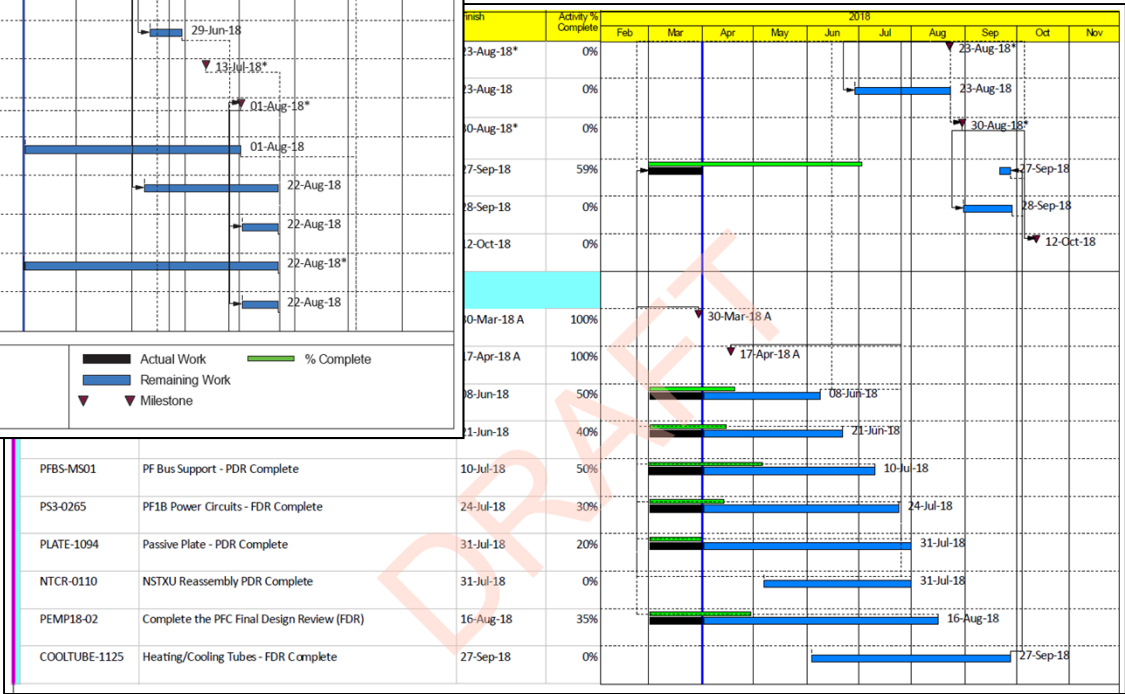 29-Jun-18
13-Jul-18*
01-Aug-18*
01-Aug-18
22-Aug-18
22-Aug-18
22-Aug-18*
22-Aug-18
Actual Work % Complete
Remaining Work
Milestone
Activity % Complete
2018
Feb Mar Apr May Jun Jul Aug Sep Oct Nov
23-Aug-18* 0% 23-Aug-18*
23-Aug-18 0% 23-Aug-18
30-Aug-18* 0% 30-Aug-18*
27-Sep-18 59% 27-Sep-18
28-Sep-18 0% 28-Sep-18
12-Oct-18 0% 12-Oct-18
30-Mar-18 A 100% 30-Mar-18 A
17-Apr-18 A 100% 17-Apr-18 A
08-Jun-18 50% 08-Jun-18
21-Jun-18 40% 21-Jun-18
PFBS-MS01 PF Bus Support - PDR Complete 10-Jul-18 50% 10-Jul-18
PS3-0265 PF1B Power Circuits - FDR Complete 24-Jul-18 30% 24-Jul-18
PLATE-1094 Passive Plate - PDR Complete 31-Jul-18 20% 31-Jul-18
NTCR-0110 NSTXU Reassembly PDR Complete 31-Jul-18 0% 31-Jul-18
PEMP18-02 Complete the PFC Final Design Review (FDR) 16-Aug-18 35% 16-Aug-18
COOLTUBE-1125 Heating/Cooling Tubes - FDR Complete 27-Sep-18 0% 27-Sep-18
DRAFT